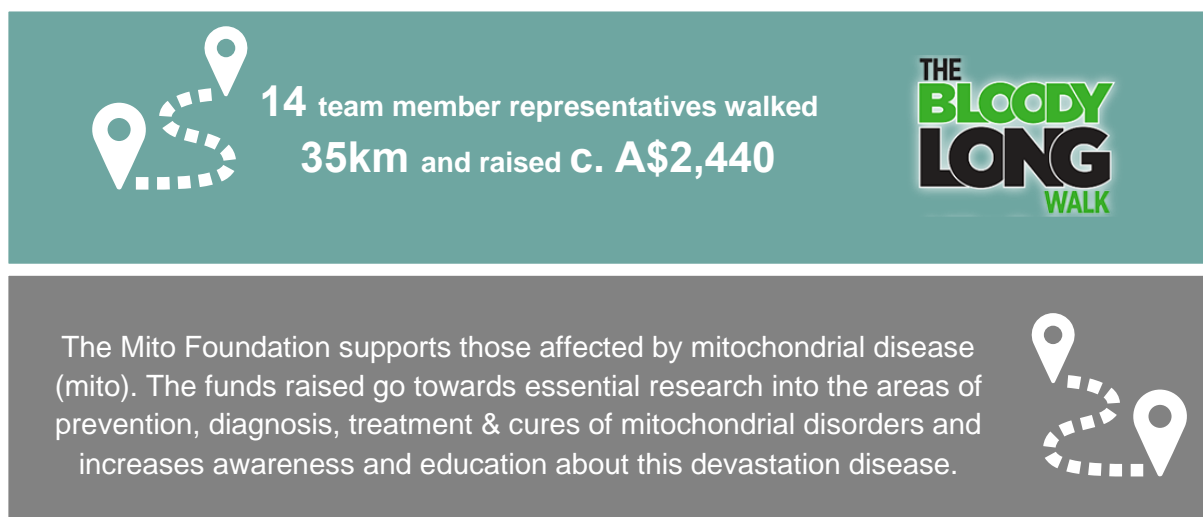 14 team member representatives walked
35km and raised c. A$2,440
THE
BLOODY
LONG
WALK
The Mito Foundation supports those affected by mitochondrial disease
(mito). The funds raised go towards essential research into the areas of
prevention, diagnosis, treatment & cures of mitochondrial disorders and
increases awareness and education about this devastation disease.